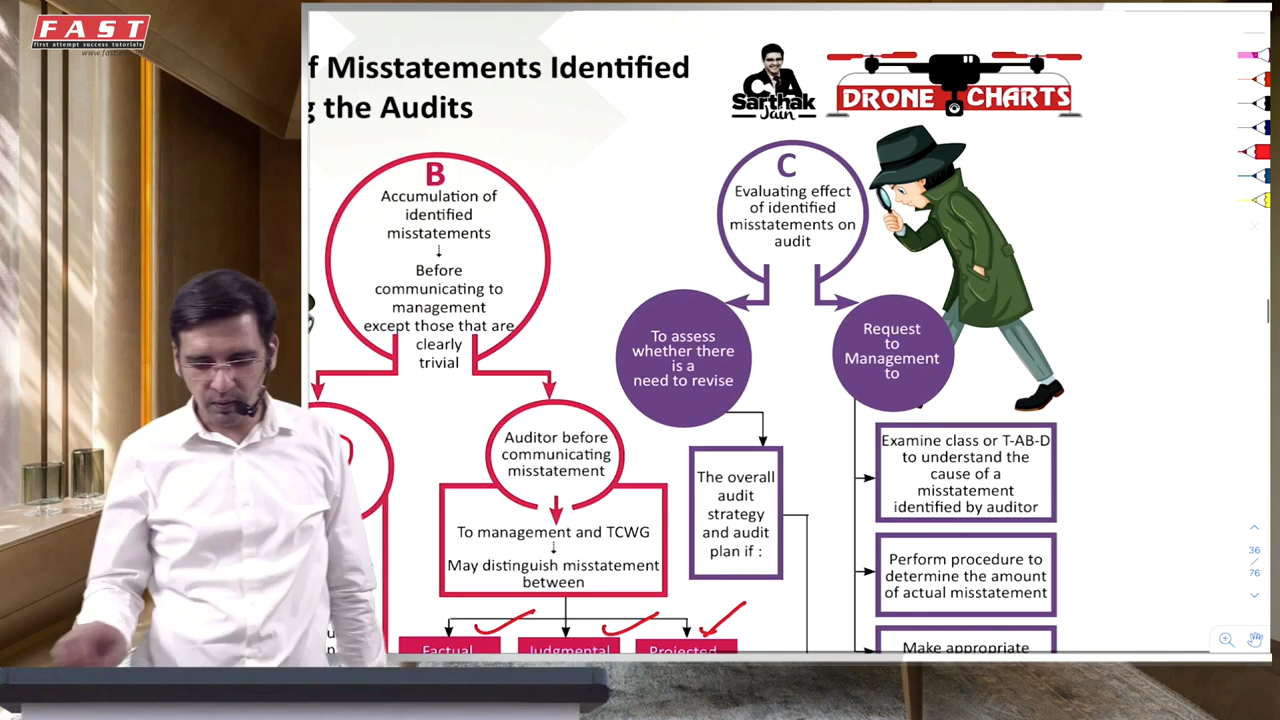 FAST
first attempt success tutorials
www.fast.
f Misstatements Identified
g the Audits
CA
Sarthak
Jain
DRONE CHARTS
B
Accumulation of
identified
misstatements
Before
communicating to
management
except those that are
clearly
trivial
Auditor before
communicating
misstatement
To management and TCWG
May distinguish misstatement
between
Factual
Judgmental
Projected
C
Evaluating effect
of identified
misstatements on
audit
To assess
whether there
is a
need to revise
The overall
audit
strategy
and audit
plan if :
Request
to
Management
to
Examine class or T-AB-D
to understand the
cause of a
misstatement
identified by auditor
Perform procedure to
determine the amount
of actual misstatement
Make appropriate
36
/
76